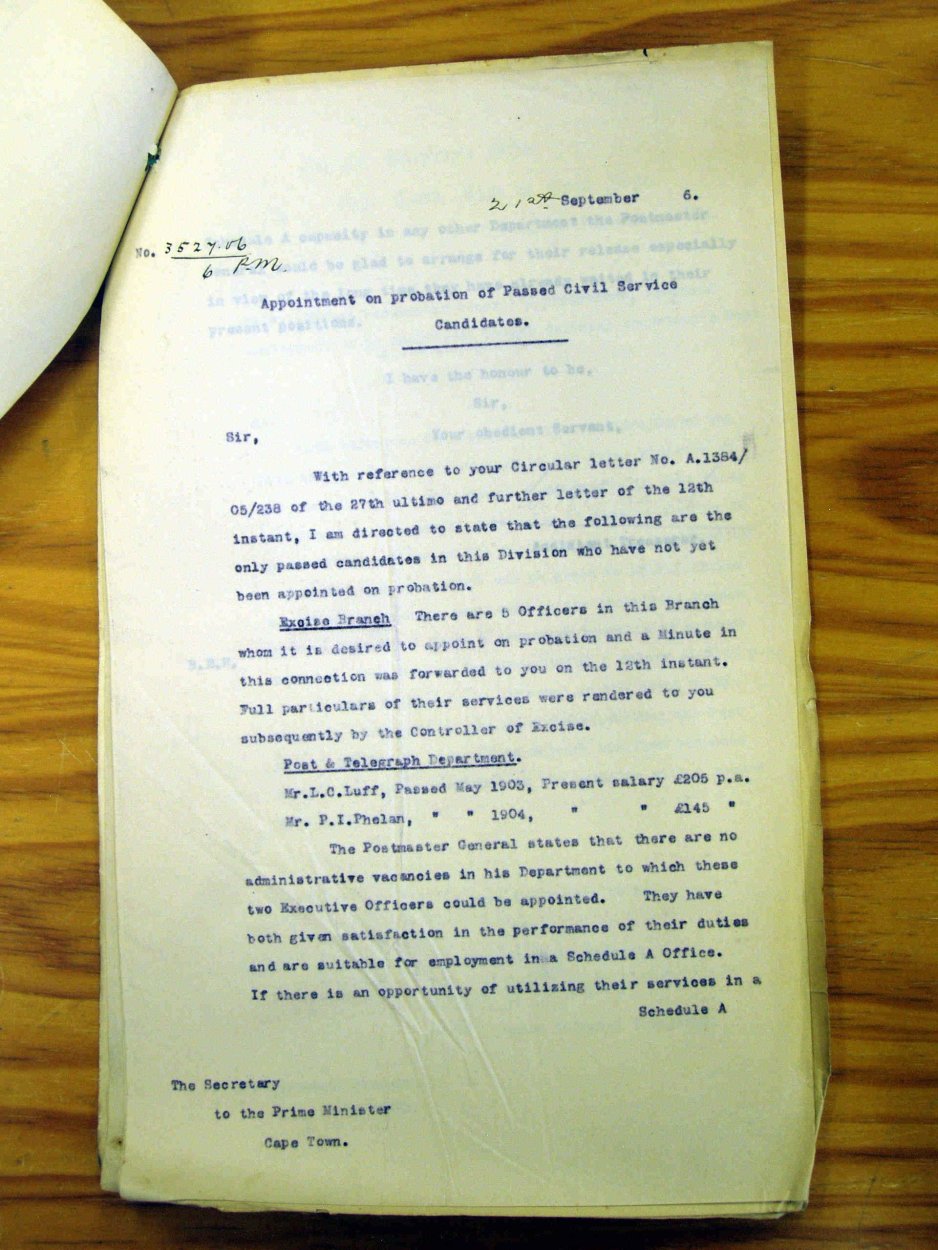 21st September 6.
No. 3527.06
6 P.M.
Appointment on probation of Passed Civil Service
Candidates.
Sir,
With reference to your Circular letter No. A.1384/
05/238 of the 27th ultimo and further letter of the 12th
instant, I am directed to state that the following are the
only passed candidates in this Division who have not yet
been appointed on probation.
Excise Branch There are 5 Officers in this Branch
whom it is desired to appoint on probation and a Minute in
this connection was forwarded to you on the 12th instant.
Full particulars of their services were rendered to you
subsequently by the Controller of Excise.
Post & Telegraph Department.
Mr.L.C.Luff, Passed May 1903, Present salary £205 p.a.
Mr. P.I.Phelan, " " 1904, " " £145 "
The Postmaster General states that there are no
administrative vacancies in his Department to which these
two Executive Officers could be appointed. They have
both given satisfaction in the performance of their duties
and are suitable for employment in a Schedule A Office.
If there is an opportunity of utilizing their services in a
Schedule A
The Secretary
to the Prime Minister
Cape Town.